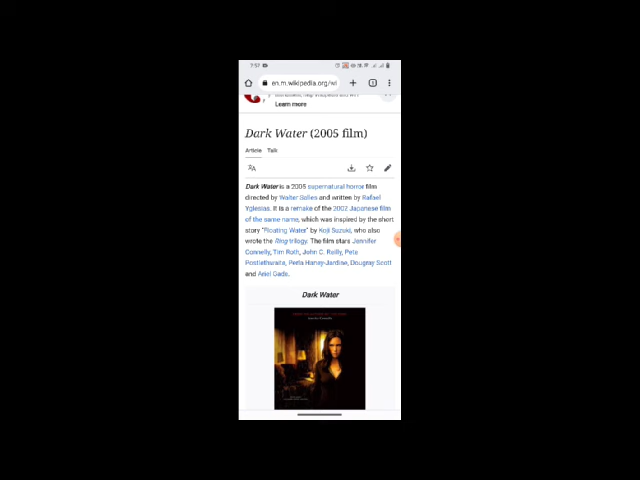 7:57
en.m.wikipedia.org/wi
1
Learn more
Dark Water (2005 film)
Article Talk
Dark Water is a 2005 supernatural horror film
directed by Walter Salles and written by Rafael
Yglesias. It is a remake of the 2002 Japanese film
of the same name, which was inspired by the short
story "Floating Water" by Koji Suzuki, who also
wrote the Ring trilogy. The film stars Jennifer
Connelly, Tim Roth, John C. Reilly, Pete
Postlethwaite, Perla Haney-Jardine, Dougray Scott
and Ariel Gade.
Dark Water